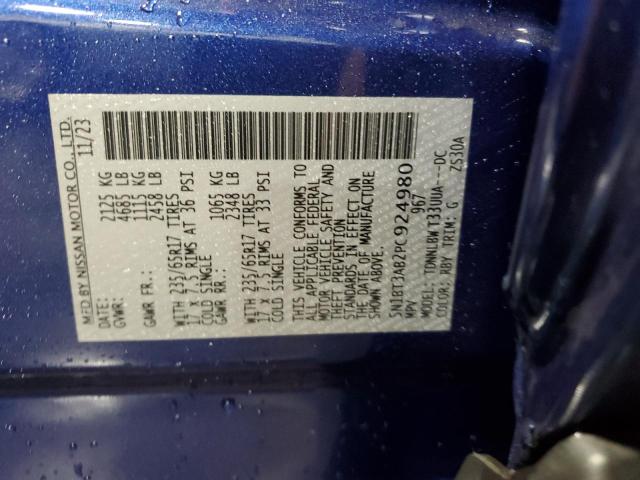 MFD BY NISSAN MOTOR CO., LTD.
DATE: 11/23
GVWR: 2125 KG
4685 LB
GAWR FR.: 1115 KG
2458 LB
WITH 235/65R17 TIRES
17 X 7.5 RIMS AT 36 PSI
COLD SINGLE
GAWR RR.: 1065 KG
2348 LB
WITH 235/65R17 TIRES
17 X 7.5 RIMS AT 33 PSI
COLD SINGLE
THIS VEHICLE CONFORMS TO
ALL APPLICABLE FEDERAL
MOTOR VEHICLE SAFETY AND
THEFT PREVENTION
STANDARDS IN EFFECT ON
THE DATE OF MANUFACTURE
SHOWN ABOVE.
5N1BT3AB2PC924980
MPV 967
MODEL: TDNNLBWT33UUA---DC
COLOR: RBY TRIM: G ZS30A